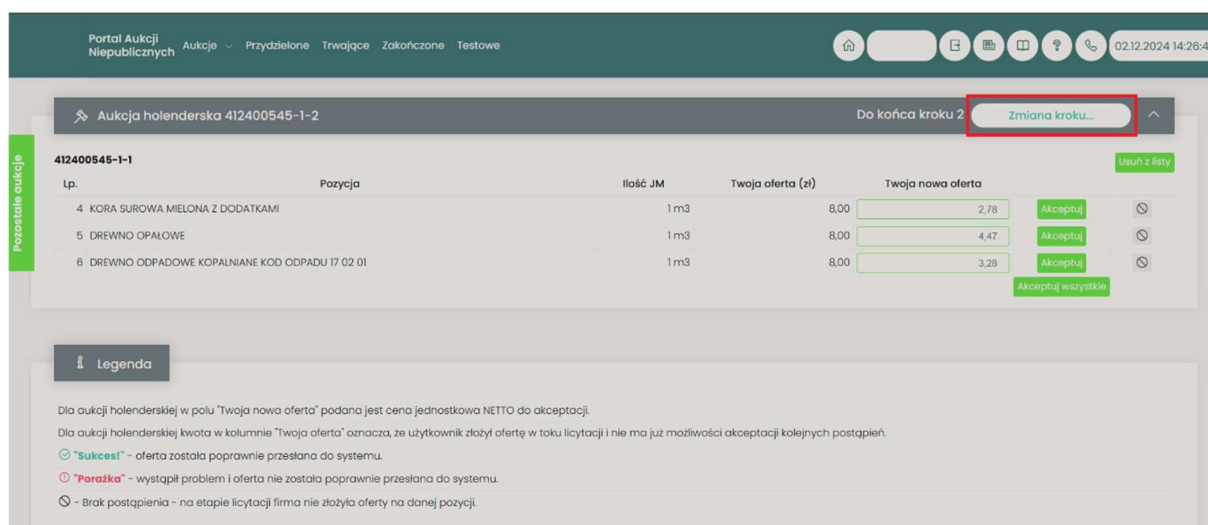 Portal Aukcji
Niepublicznych
Aukcje Przydzielone Trwające Zakończone Testowe
02.12.2024 14:26:4
Aukcja holenderska 412400545-1-2
Do końca kroku 2 Zmiana kroku...
Pozostałe aukcje
412400545-1-1
Usuń z listy
Lp. Pozycja Ilość JM Twoja oferta (zł) Twoja nowa oferta
4 KORA SUROWA MIELONA Z DODATKAMI 1 m3 8,00 2,78 Akceptuj
5 DREWNO OPAŁOWE 1 m3 8,00 4,47 Akceptuj
6 DREWNO ODPADOWE KOPALNIANE KOD ODPADU 17 02 01 1 m3 8,00 3,28 Akceptuj
Akceptuj wszystkie
Legenda
Dla aukcji holenderskiej w polu "Twoja nowa oferta" podana jest cena jednostkowa NETTO do akceptacji.
Dla aukcji holenderskiej kwota w kolumnie "Twoja oferta" oznacza, że użytkownik złożył ofertę w toku licytacji i nie ma już możliwości akceptacji kolejnych postąpień.
"Sukces!" - oferta została poprawnie przesłana do systemu.
"Porażka" - wystąpił problem i oferta nie została poprawnie przesłana do systemu.
- Brak postąpienia - na etapie licytacji firma nie złożyła oferty na danej pozycji.